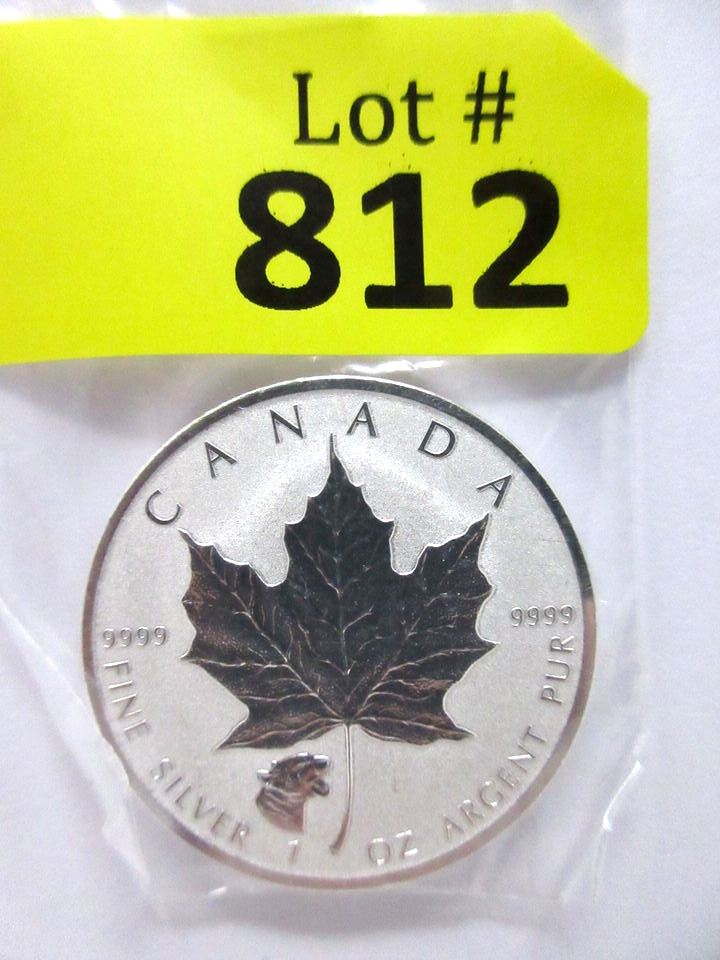 Lot #
812
CANADA
9999
9999
FINE SILVER 1 OZ ARGENT PUR